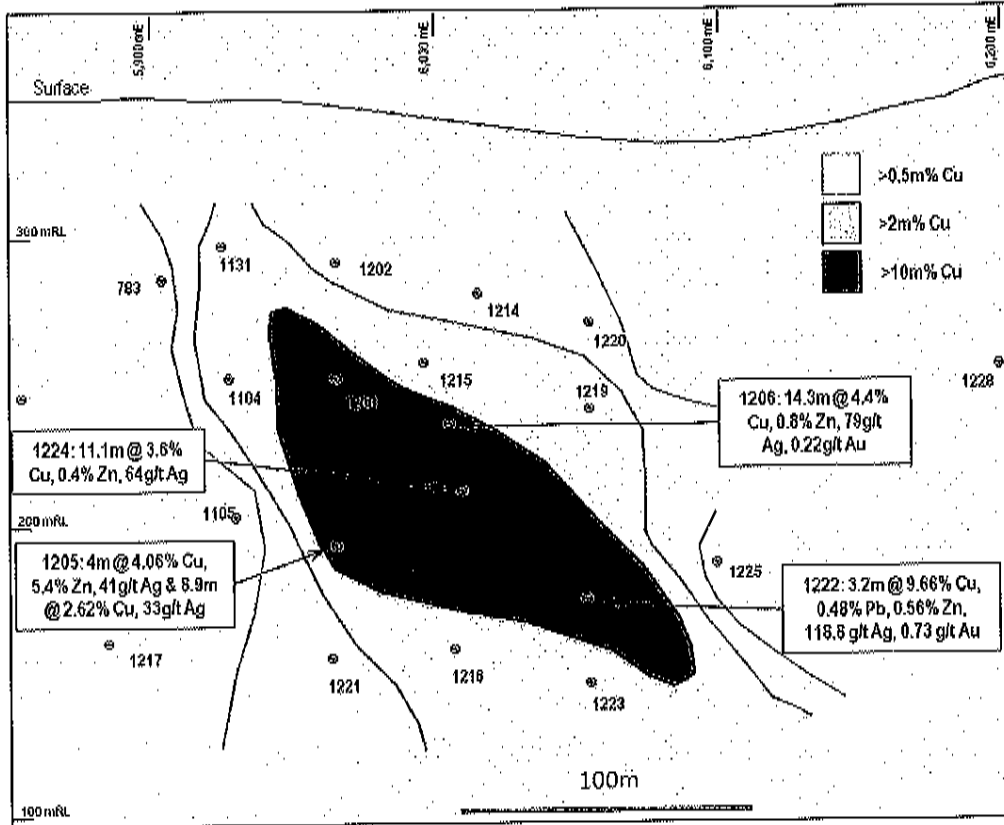 5,900 mE
6,000 mE
6,100 mE
6,200 mE
Surface
>0.5m% Cu
>2m% Cu
>10m% Cu
300 mRL
1131
1202
783
1214
1220
1215
1219
1228
1104
1206: 14.3m @ 4.4%
Cu, 0.8% Zn, 79g/t
Ag, 0.22g/t Au
1224: 11.1m @ 3.6%
Cu, 0.4% Zn, 64g/t Ag
1105
200 mRL
1205: 4m @ 4.06% Cu,
5.4% Zn, 41g/t Ag & 8.9m
@ 2.62% Cu, 33g/t Ag
1225
1222: 3.2m @ 9.66% Cu,
0.48% Pb, 0.56% Zn,
118.8 g/t Ag, 0.73 g/t Au
1217
1221
1216
1223
100m
100 mRL